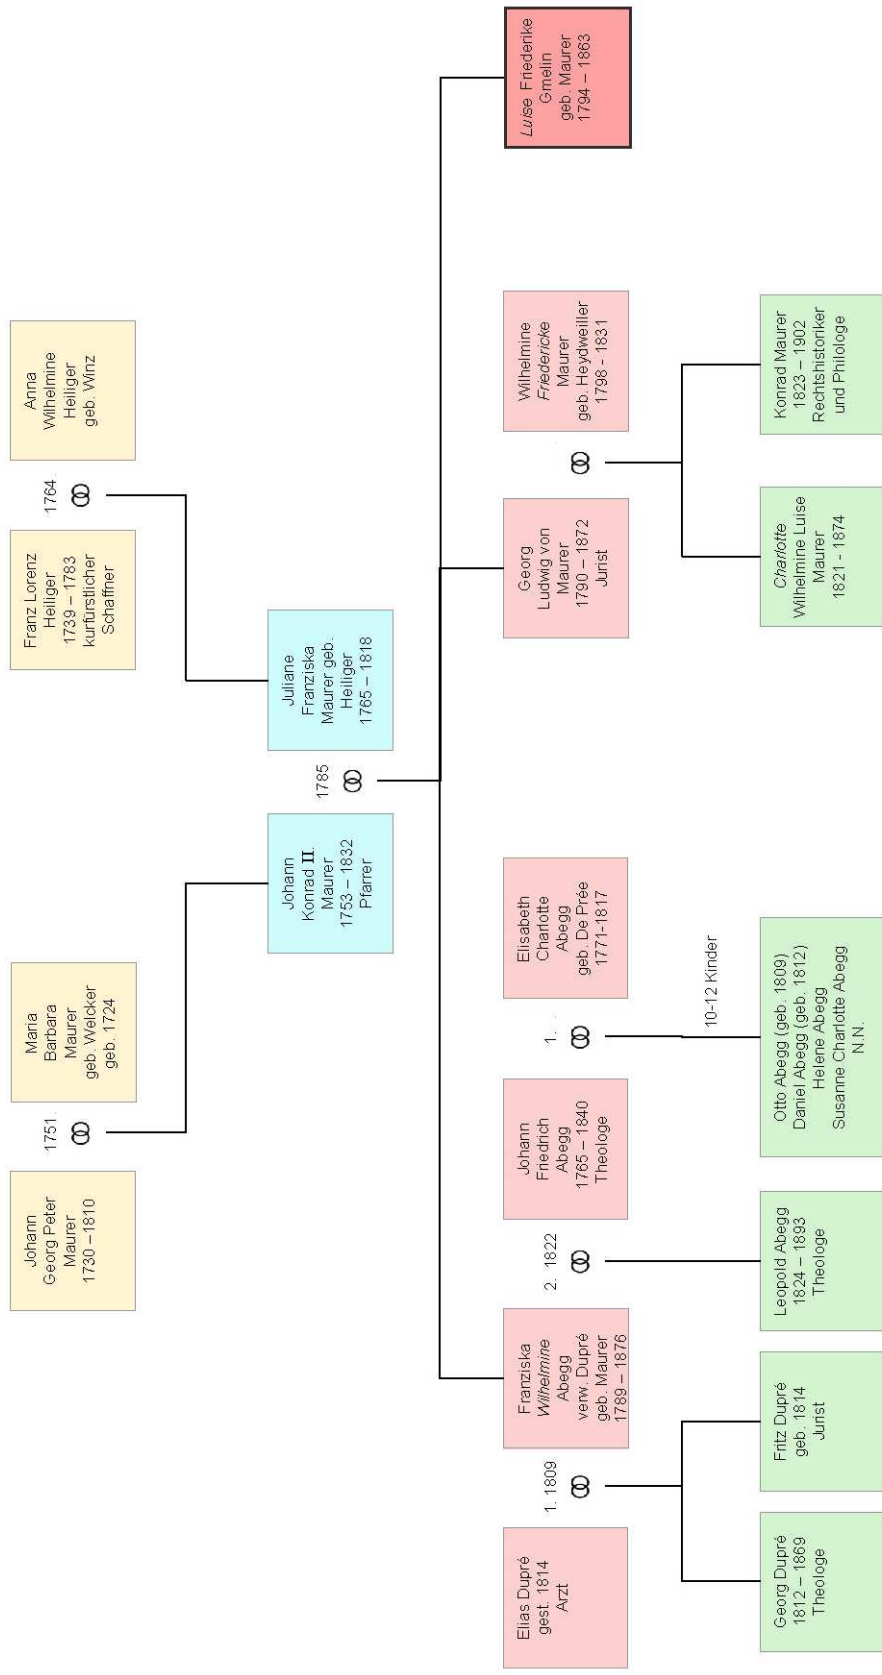 Johann
Georg Peter
Maurer
1730 –1810
1751.
Maria
Barbara
Maurer
geb. Welcker
geb. 1724
Franz Lorenz
Heiliger
1739 – 1783
kurfürstlicher
Schaffner
1764.
Anna
Wilhelmine
Heiliger
geb. Winz
Johann
Konrad II.
Maurer
1753 – 1832
Pfarrer
1785
Juliane
Franziska
Maurer geb.
Heiliger
1765 – 1818
Elias Dupré
gest. 1814
Arzt
1. 1809
Franziska
Wilhelmine
Abegg
verw. Dupré
geb. Maurer
1789 – 1876
2. 1822
Johann
Friedrich
Abegg
1765 – 1840
Theologe
1.
Elisabeth
Charlotte
Abegg
geb. De Prée
1771-1817
Georg
Ludwig von
Maurer
1790 – 1872
Jurist
Wilhelmine
Friedericke
Maurer
geb. Heydweiller
1798 - 1831
Luise Friederike
Gmelin
geb. Maurer
1794 – 1863
10-12 Kinder
Georg Dupré
1812 – 1869
Theologe
Fritz Dupré
geb. 1814
Jurist
Leopold Abegg
1824 – 1893
Theologe
Otto Abegg (geb. 1809)
Daniel Abegg (geb. 1812)
Helene Abegg
Susanne Charlotte Abegg
N.N.
Charlotte
Wilhelmine Luise
Maurer
1821 - 1874
Konrad Maurer
1823 – 1902
Rechtshistoriker
und Philologe